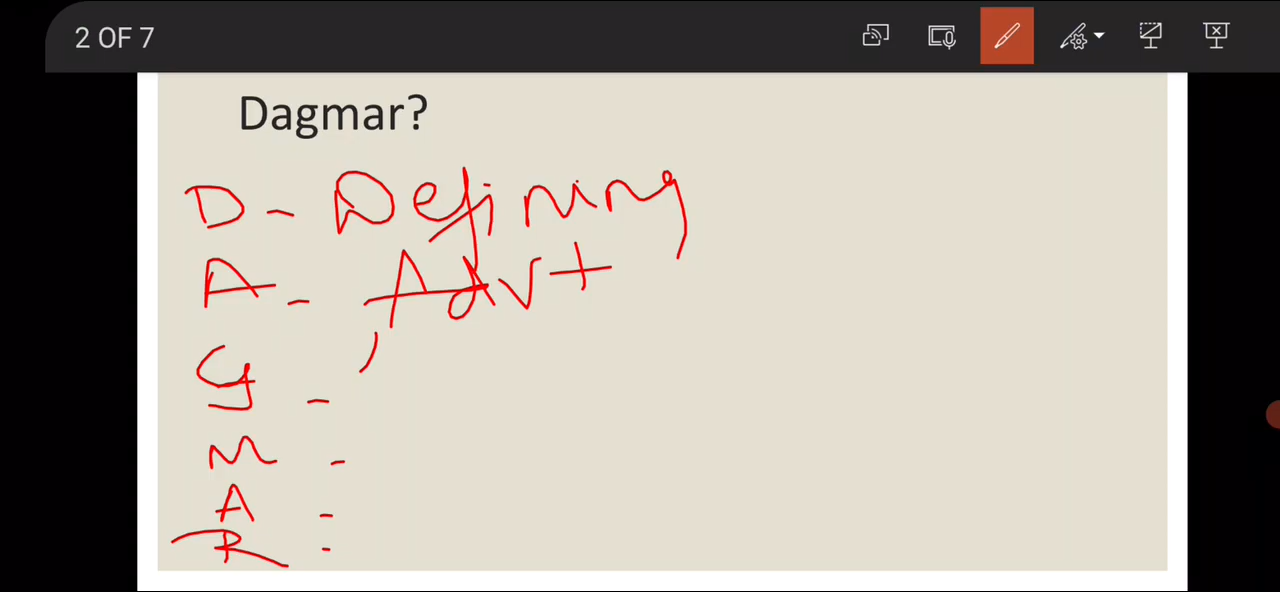 2 OF 7
Dagmar?
D - Defining
A - Advt
G -
M -
A -
R -